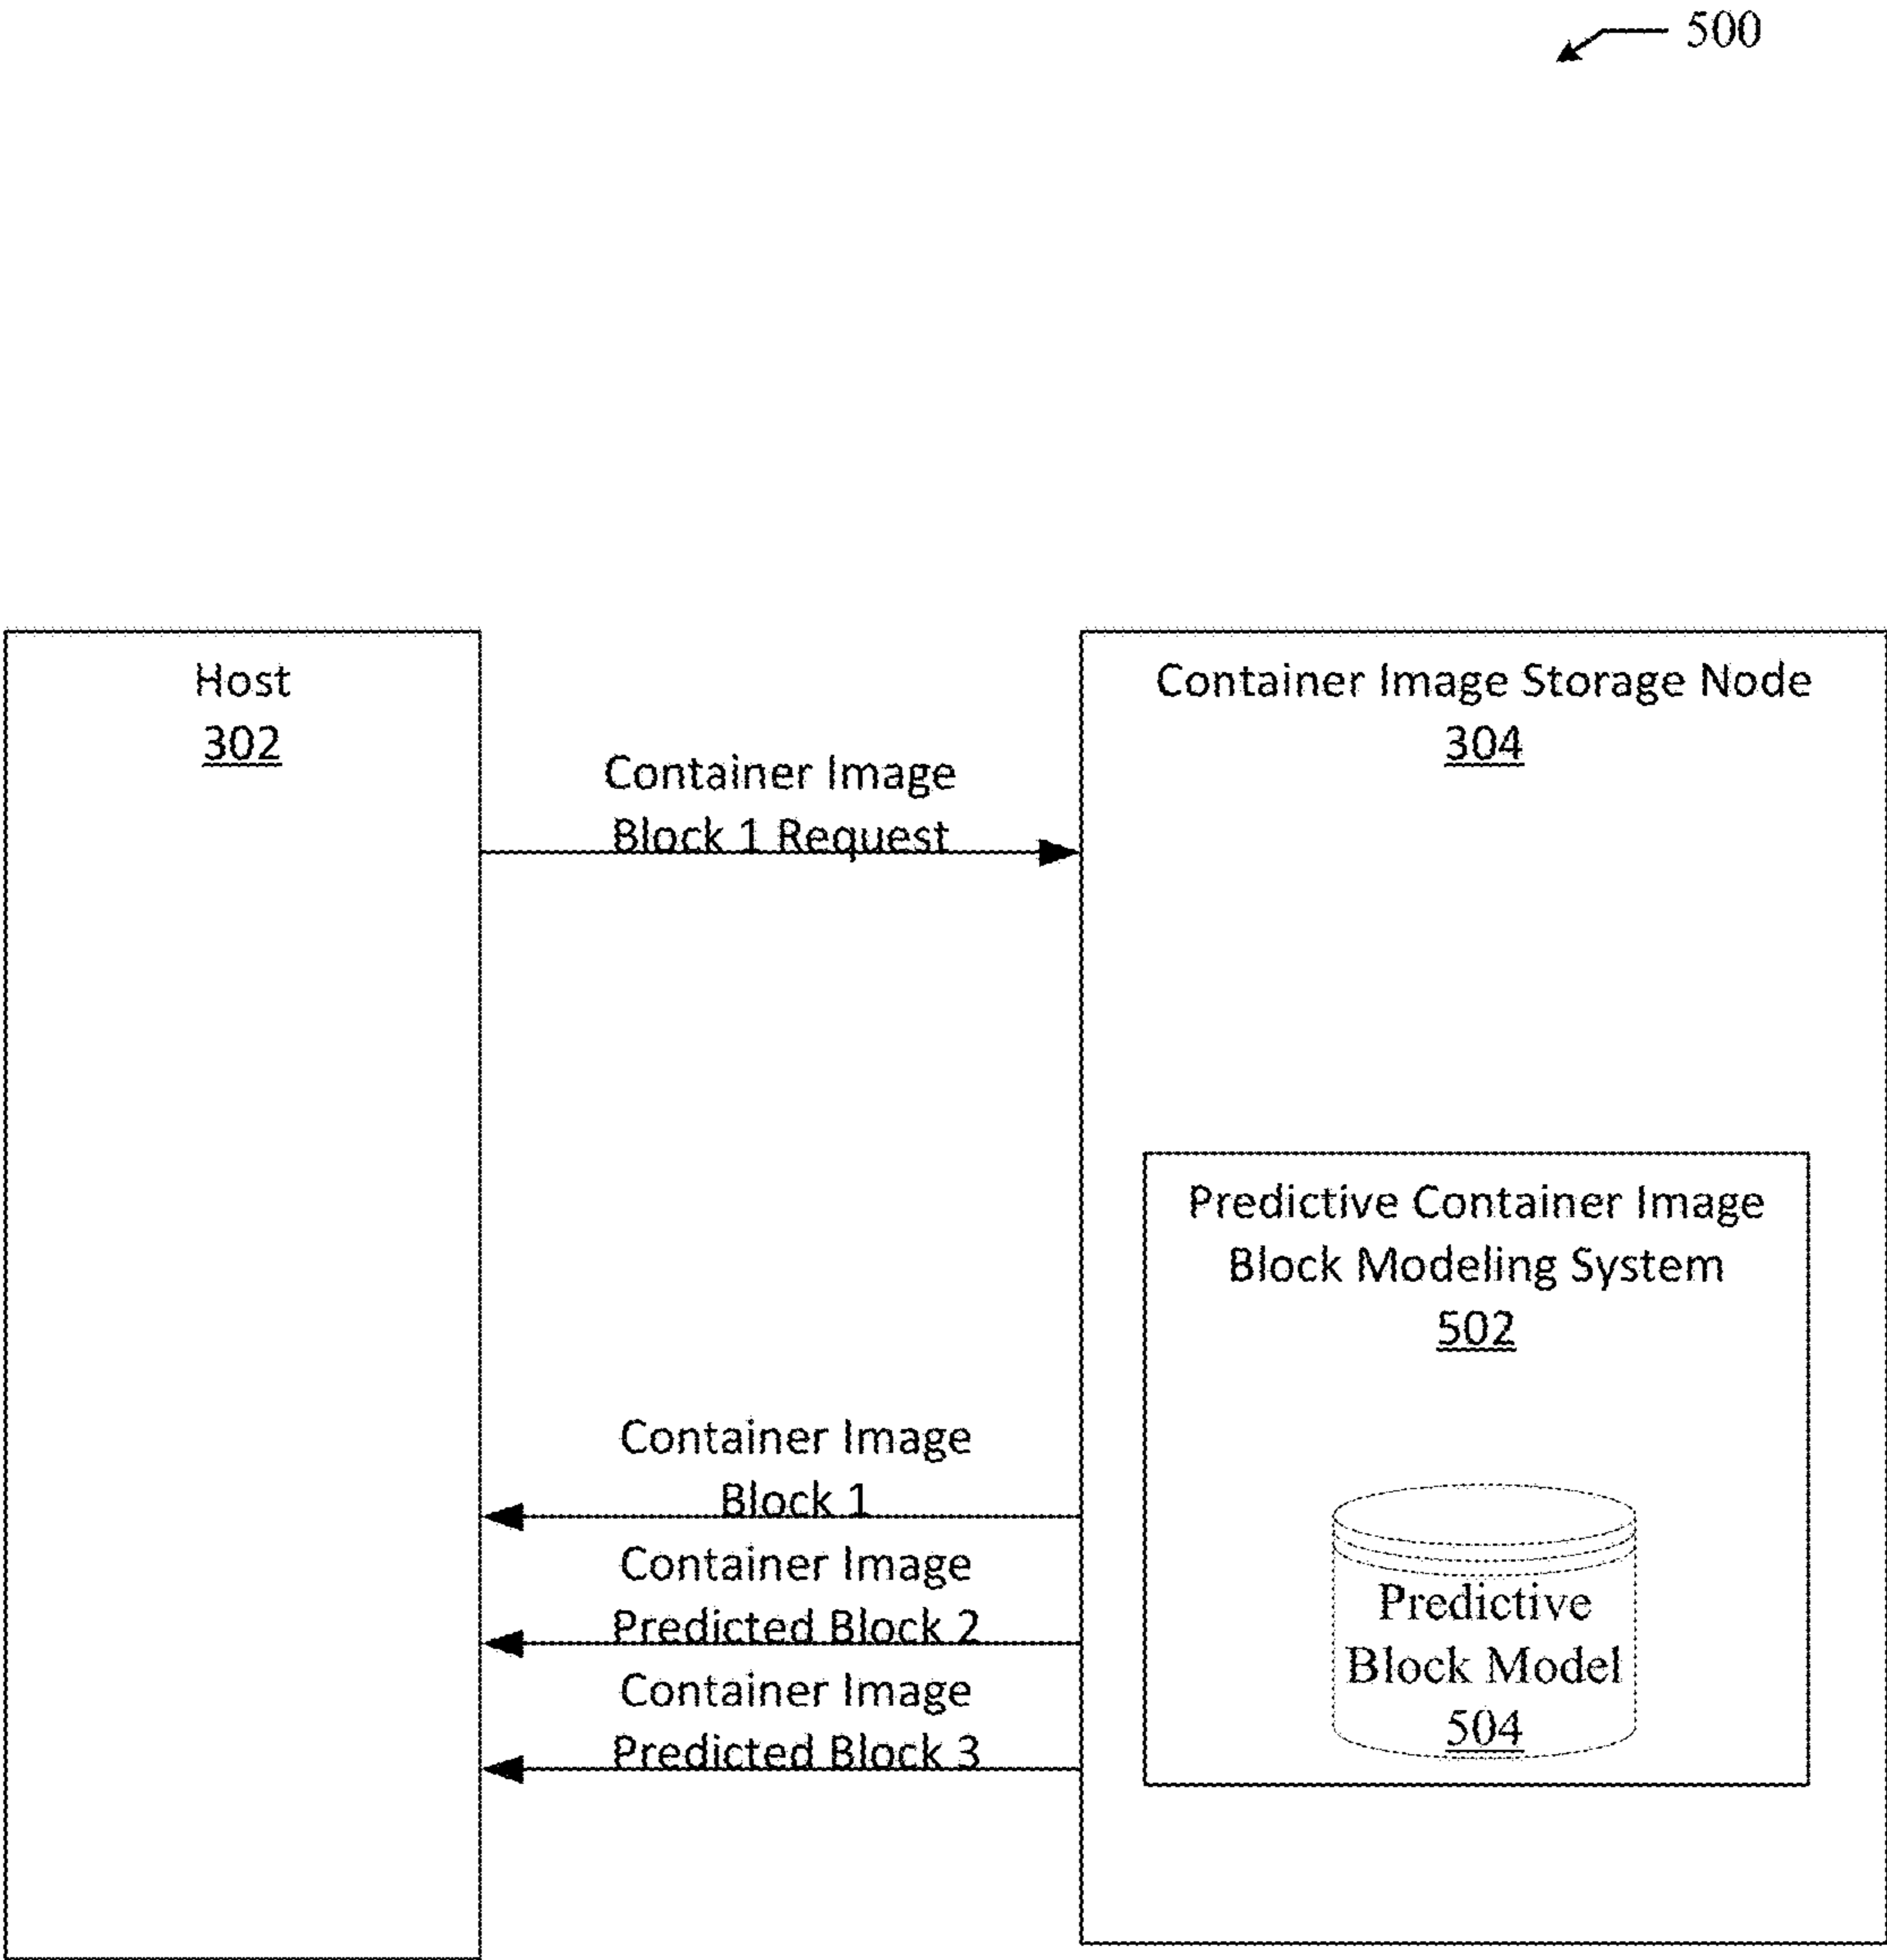 500
Host
302
Container Image Storage Node
304
Container Image
Block 1 Request
Predictive Container Image
Block Modeling System
502
Container Image
Block 1
Container Image
Predicted Block 2
Container Image
Predicted Block 3
Predictive
Block Model
504